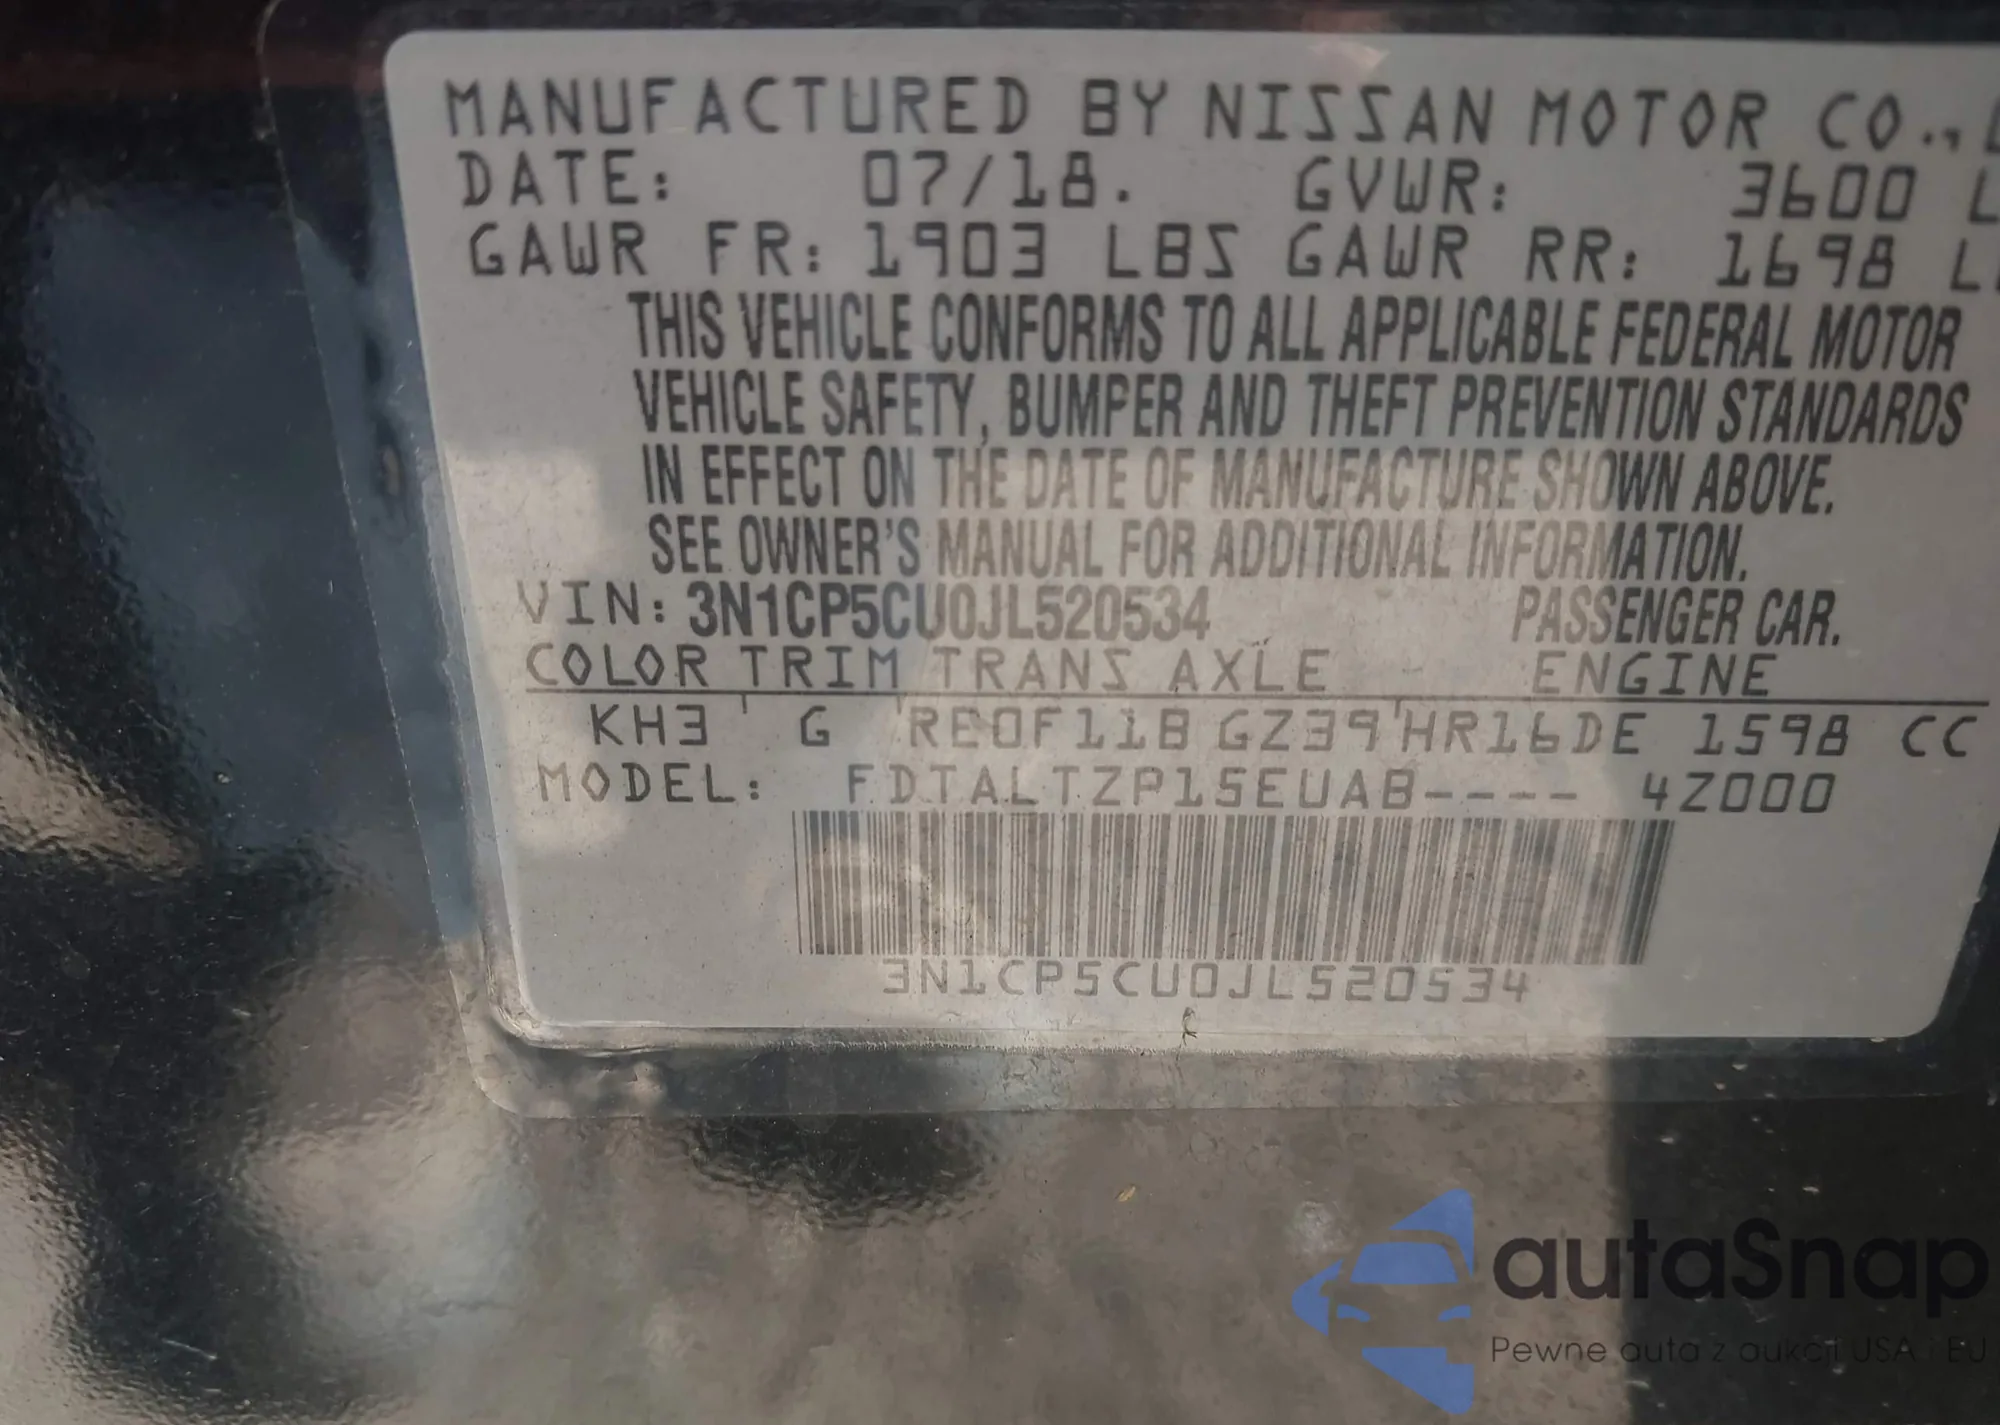 MANUFACTURED BY NISSAN MOTOR CO.,
DATE: 07/18. GVWR: 3600
GAWR FR: 1903 LBS GAWR RR: 1698
THIS VEHICLE CONFORMS TO ALL APPLICABLE FEDERAL MOTOR
VEHICLE SAFETY, BUMPER AND THEFT PREVENTION STANDARDS
IN EFFECT ON THE DATE OF MANUFACTURE SHOWN ABOVE.
SEE OWNER'S MANUAL FOR ADDITIONAL INFORMATION.
VIN: 3N1CP5CU0JL520534 PASSENGER CAR.
COLOR TRIM TRANS AXLE ENGINE
KH3 G RE0F11B GZ39 HR16DE 1598 CC
MODEL: FDTALTZP15EUAB---- 4Z000
3N1CP5CU0JL520534
autaSnap
Pewne auta z aukcji USA i EU